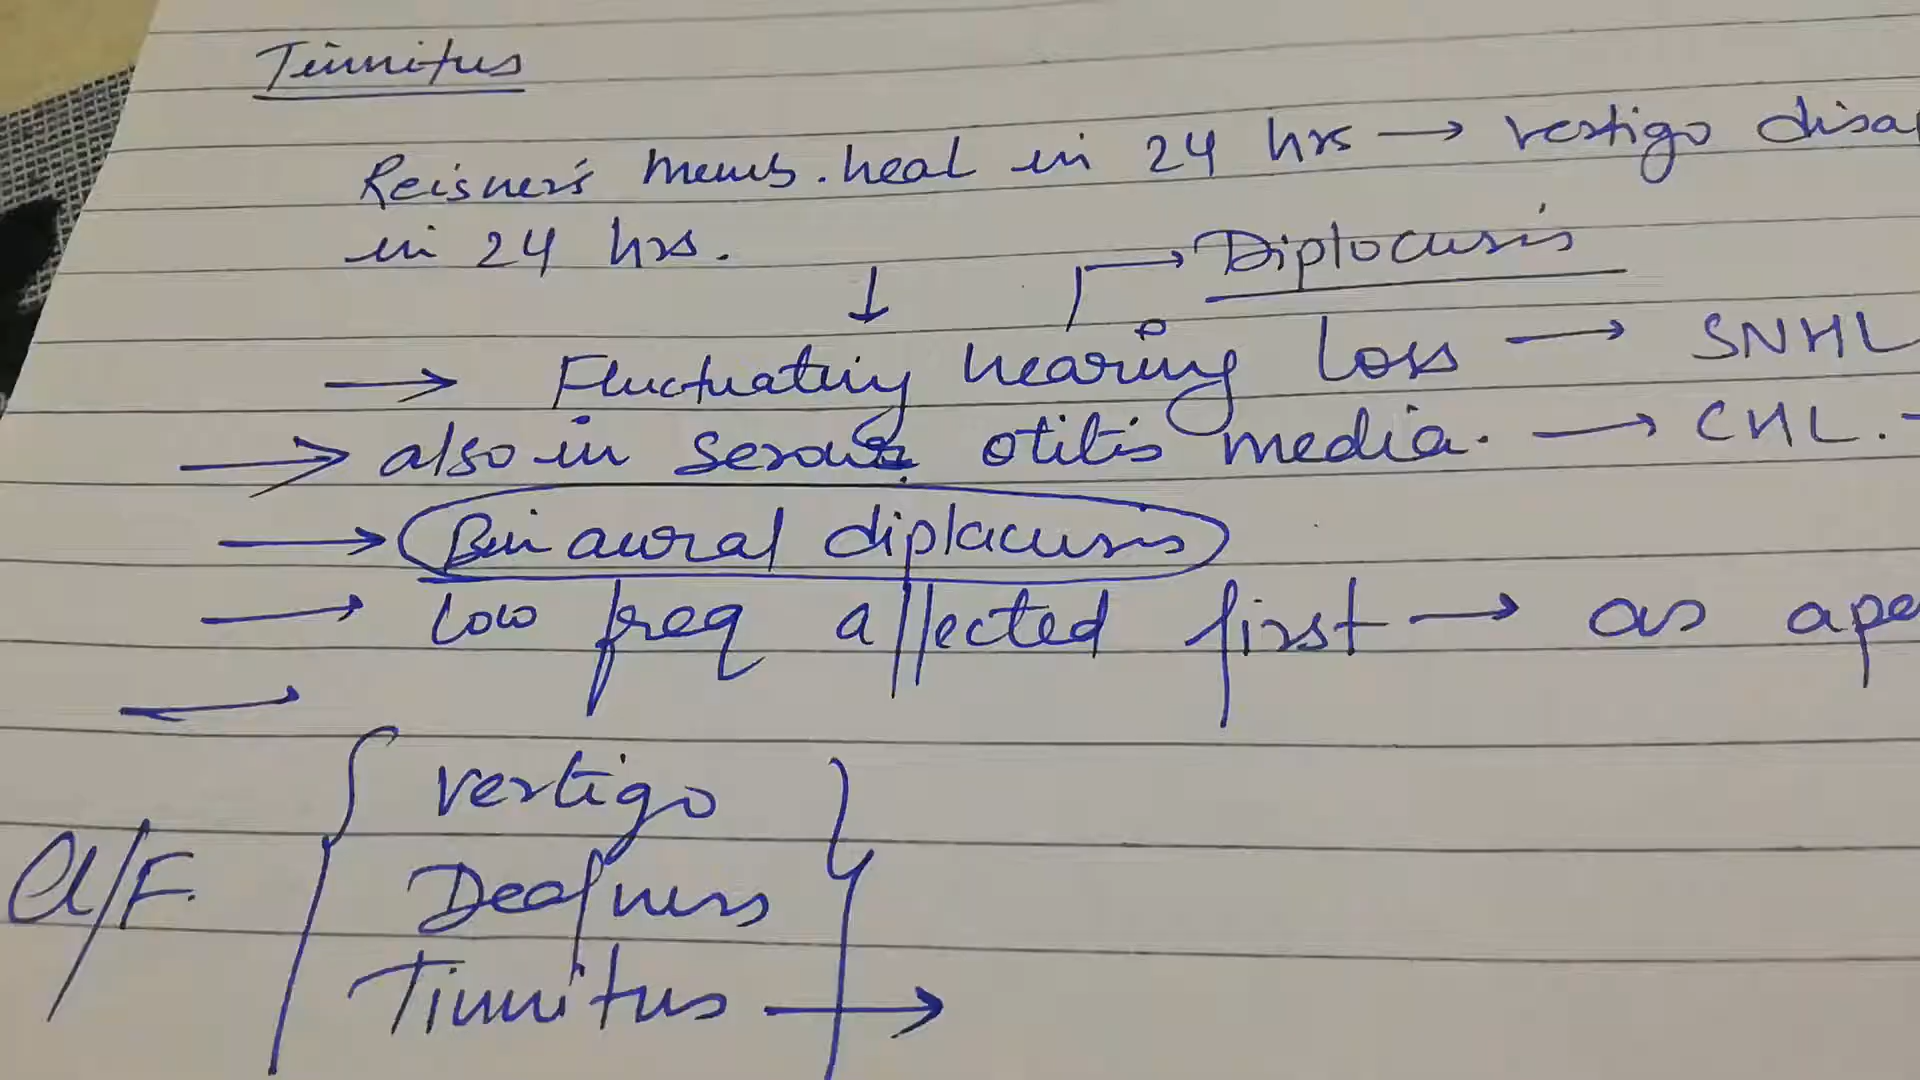 Tinnitus
Reisner's memb. heal in 24 hrs → vertigo disa
in 24 hrs.
↓ → Diplocusis
→ Fluctuating hearing loss → SNHL
→ also in serous otitis media. → CHL. -
→ Bin aural diplacusis
→ low freq affected first → as ape
→
C/F. { vertigo }
Deafness
Tinnitus →